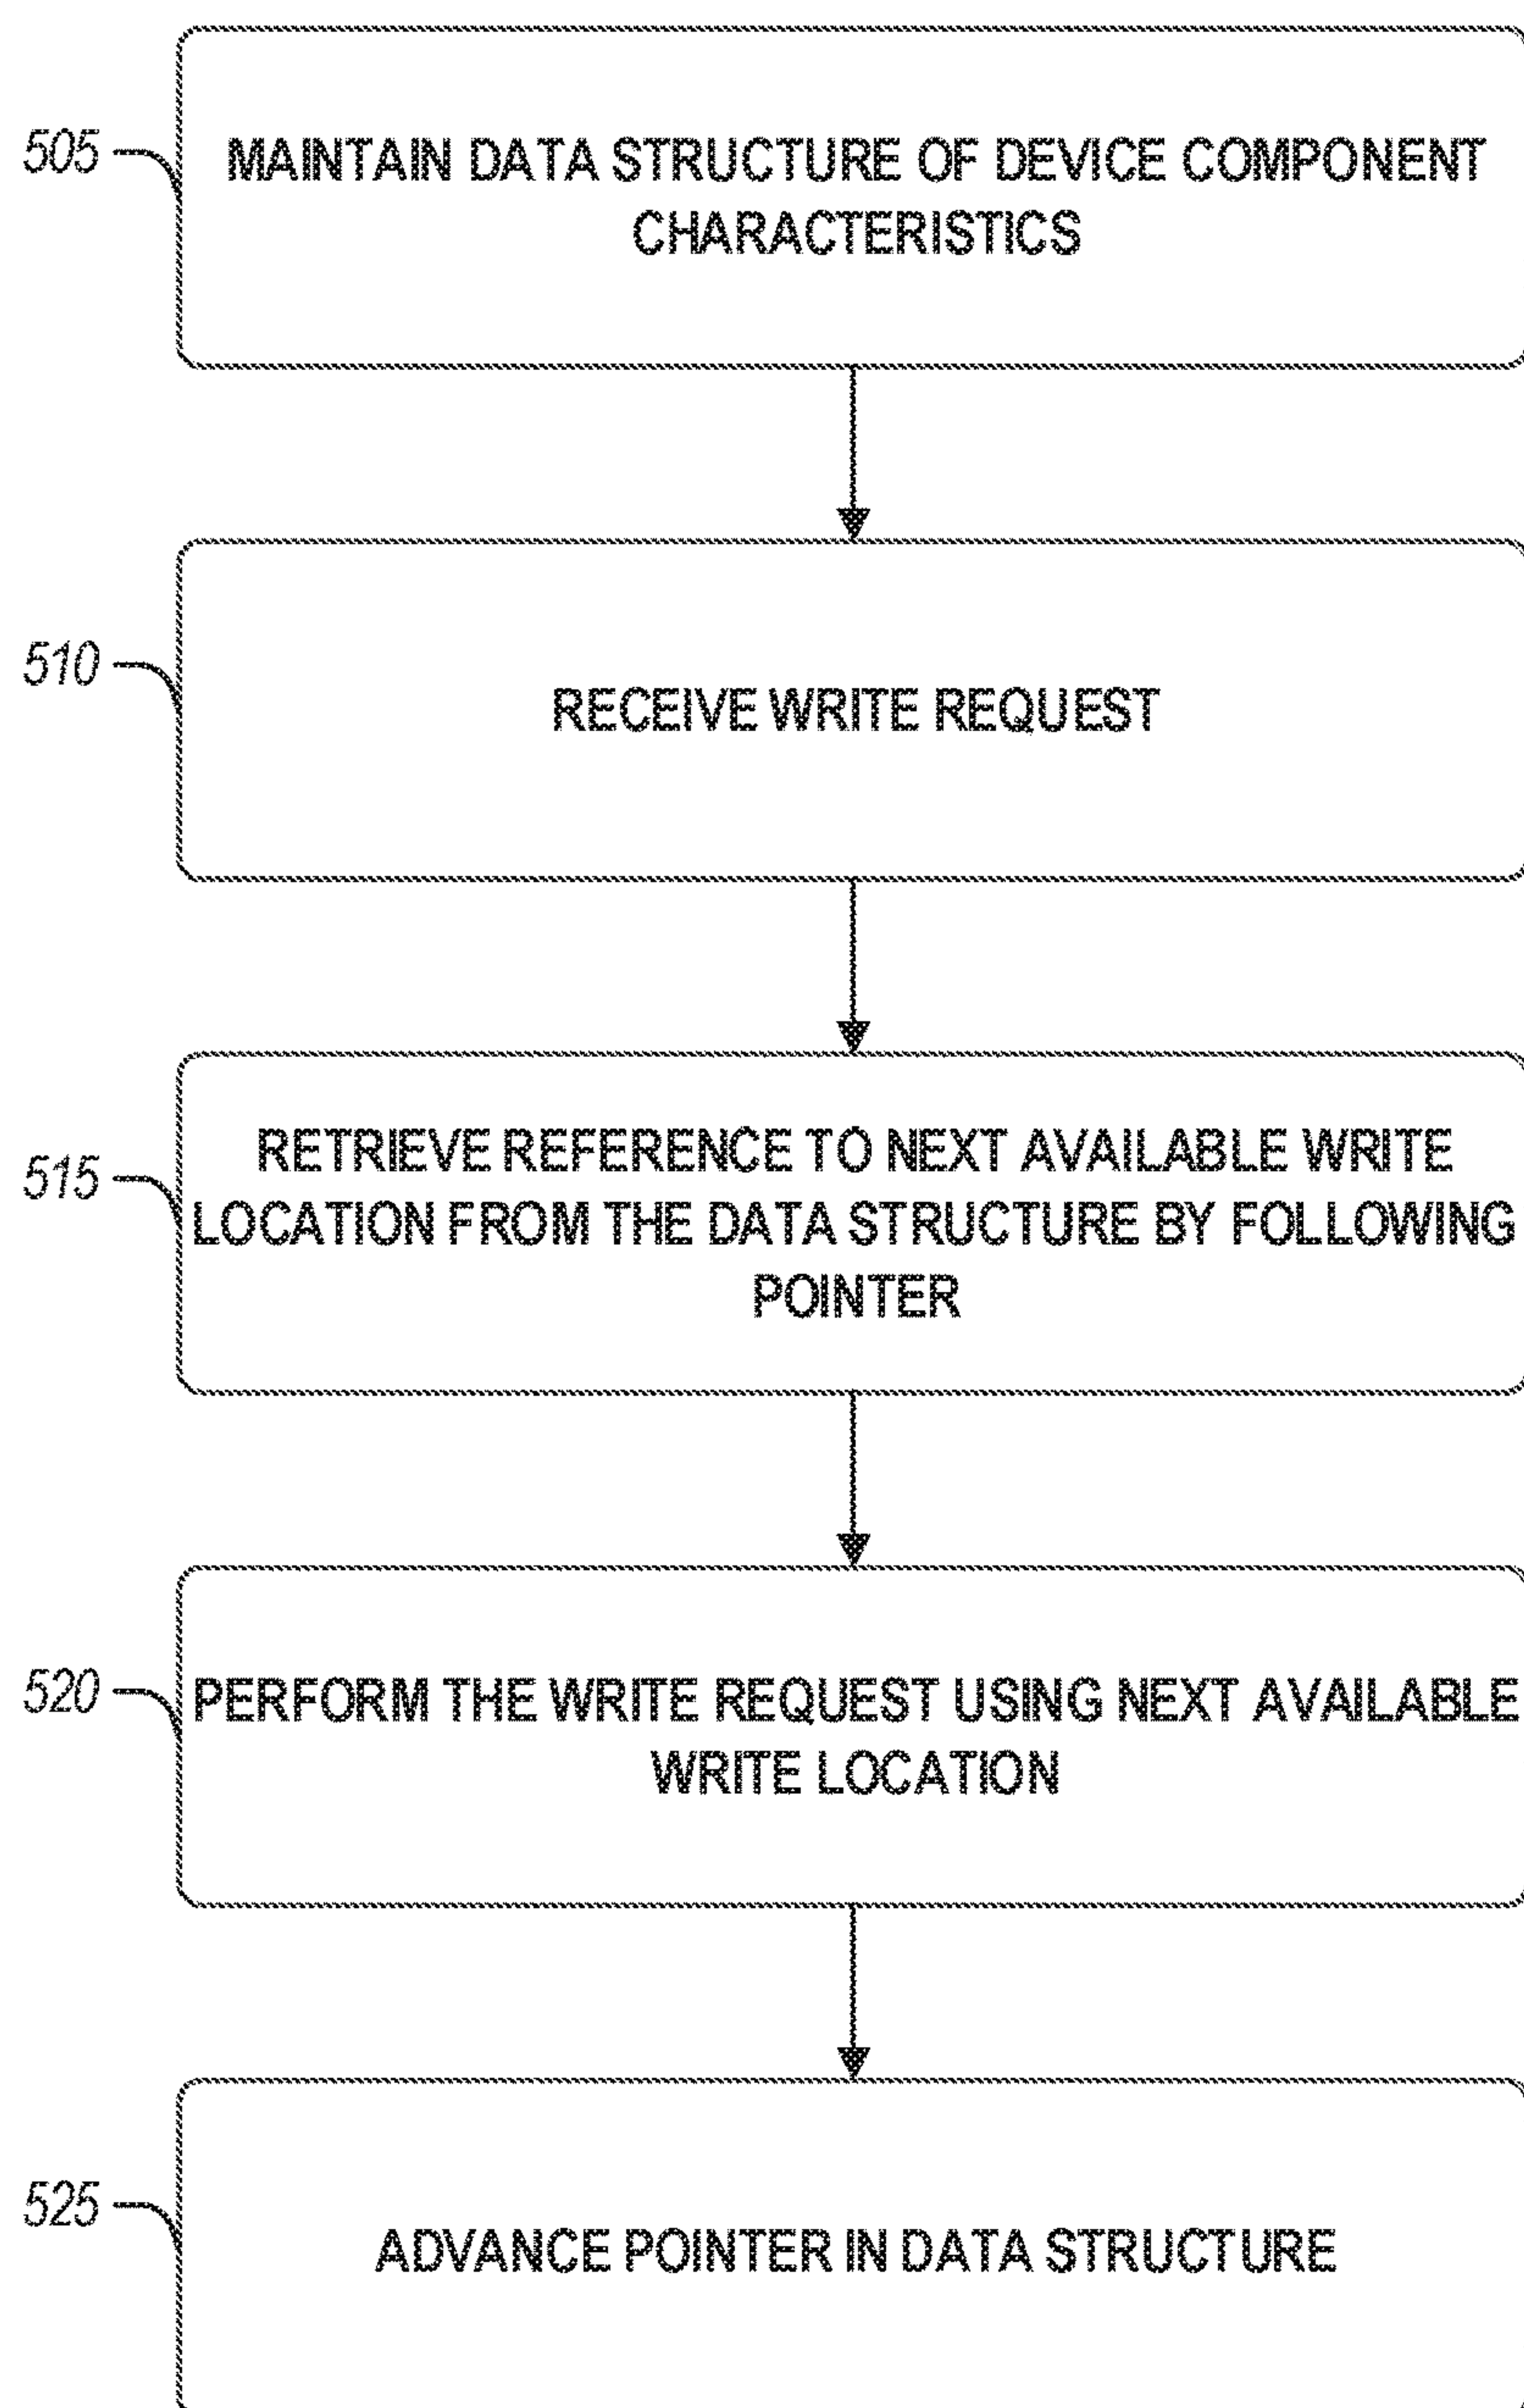 505
MAINTAIN DATA STRUCTURE OF DEVICE COMPONENT
CHARACTERISTICS
510
RECEIVE WRITE REQUEST
515
RETRIEVE REFERENCE TO NEXT AVAILABLE WRITE
LOCATION FROM THE DATA STRUCTURE BY FOLLOWING
POINTER
520
PERFORM THE WRITE REQUEST USING NEXT AVAILABLE
WRITE LOCATION
525
ADVANCE POINTER IN DATA STRUCTURE